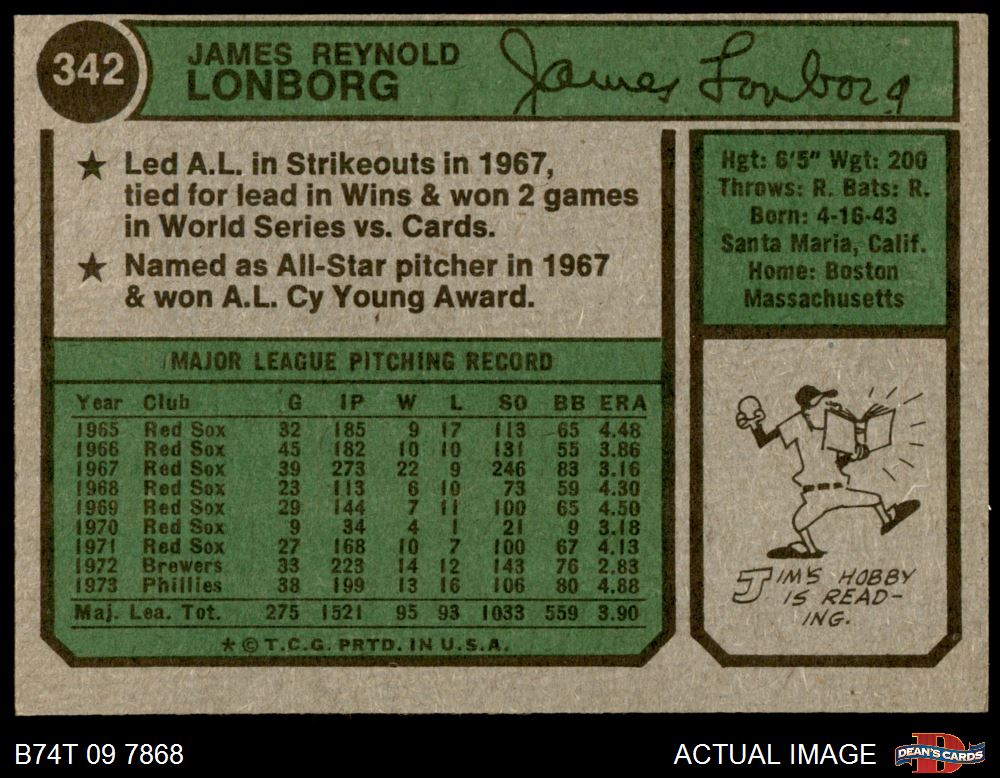 342
JAMES REYNOLD
LONBORG
James Lonborg
★ Led A.L. in Strikeouts in 1967,
tied for lead in Wins & won 2 games
in World Series vs. Cards.
★ Named as All-Star pitcher in 1967
& won A.L. Cy Young Award.
Hgt: 6'5" Wgt: 200
Throws: R. Bats: R.
Born: 4-16-43
Santa Maria, Calif.
Home: Boston
Massachusetts
MAJOR LEAGUE PITCHING RECORD
Year Club G IP W L SO BB ERA
1965 Red Sox 32 185 9 17 113 65 4.48
1966 Red Sox 45 182 10 10 131 55 3.86
1967 Red Sox 39 273 22 9 246 83 3.16
1968 Red Sox 23 113 6 10 73 59 4.30
1969 Red Sox 29 144 7 11 100 65 4.50
1970 Red Sox 9 34 4 1 21 9 3.18
1971 Red Sox 27 168 10 7 100 67 4.13
1972 Brewers 33 223 14 12 143 76 2.83
1973 Phillies 38 199 13 16 106 80 4.88
Maj. Lea. Tot. 275 1521 95 93 1033 559 3.90
* © T.C.G. PRTD. IN U.S.A.
JIM'S HOBBY
IS READ-
ING.
B74T 09 7868
ACTUAL IMAGE
D
DEAN'S CARDS